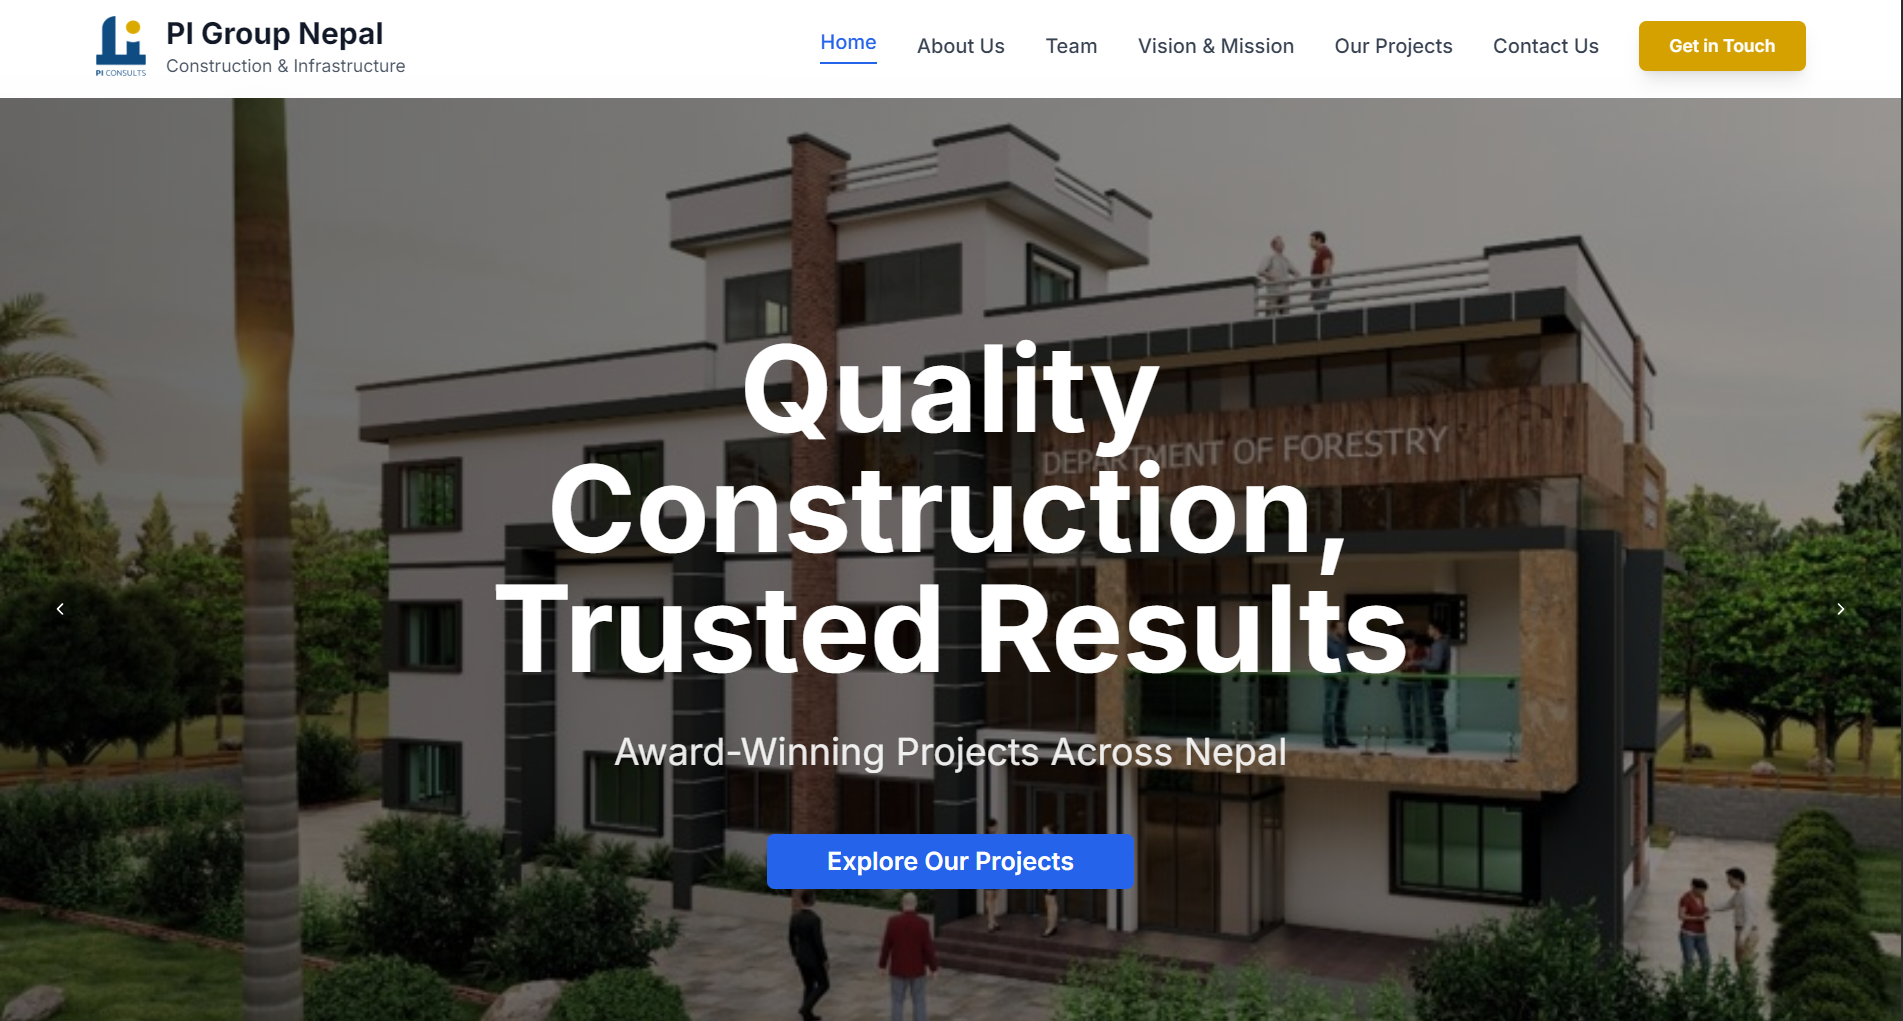 PI Group Nepal
Construction & Infrastructure
PI CONSULTS
Home
About Us
Team
Vision & Mission
Our Projects
Contact Us
Get in Touch
DEPARTMENT OF FORESTRY
Quality
Construction,
Trusted Results
Award-Winning Projects Across Nepal
Explore Our Projects